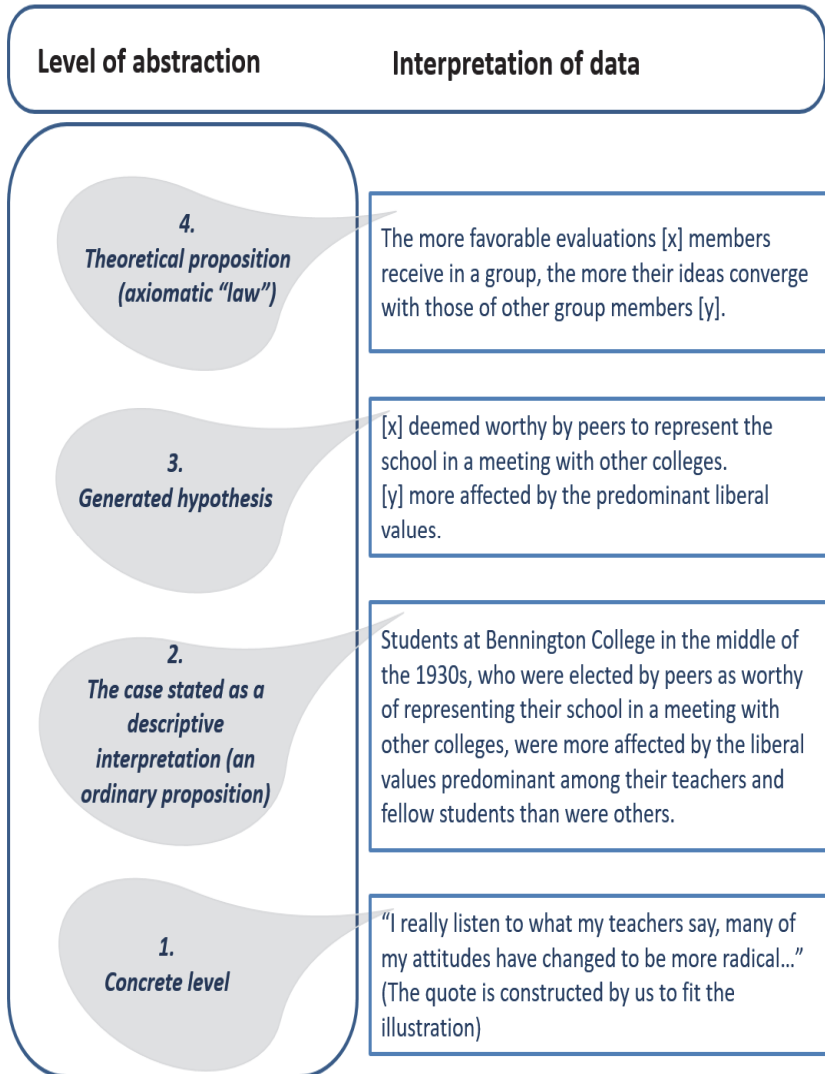 Level of abstraction
Interpretation of data
4.
Theoretical proposition
(axiomatic “law”)
The more favorable evaluations [x] members
receive in a group, the more their ideas converge
with those of other group members [y].
3.
Generated hypothesis
[x] deemed worthy by peers to represent the
school in a meeting with other colleges.
[y] more affected by the predominant liberal
values.
2.
The case stated as a
descriptive
interpretation (an
ordinary proposition)
Students at Bennington College in the middle of
the 1930s, who were elected by peers as worthy
of representing their school in a meeting with
other colleges, were more affected by the liberal
values predominant among their teachers and
fellow students than were others.
1.
Concrete level
“I really listen to what my teachers say, many of
my attitudes have changed to be more radical…”
(The quote is constructed by us to fit the
illustration)